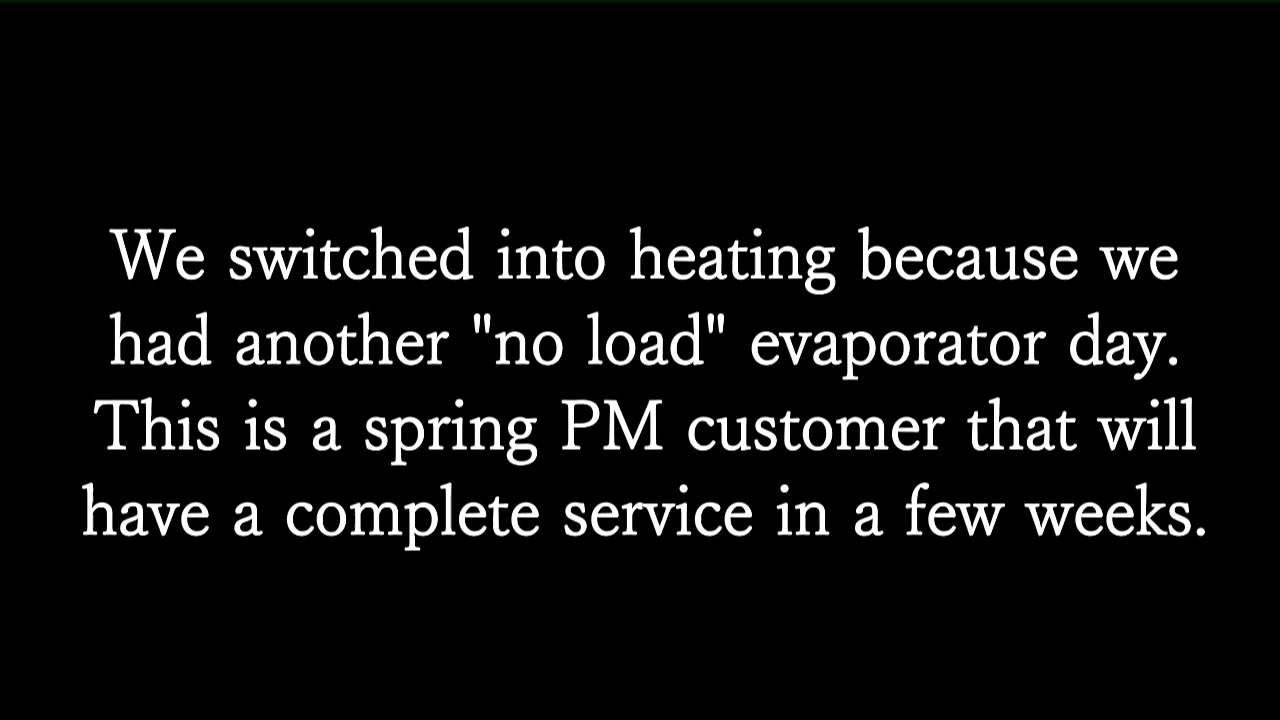 We switched into heating because we
had another "no load" evaporator day.
This is a spring PM customer that will
have a complete service in a few weeks.